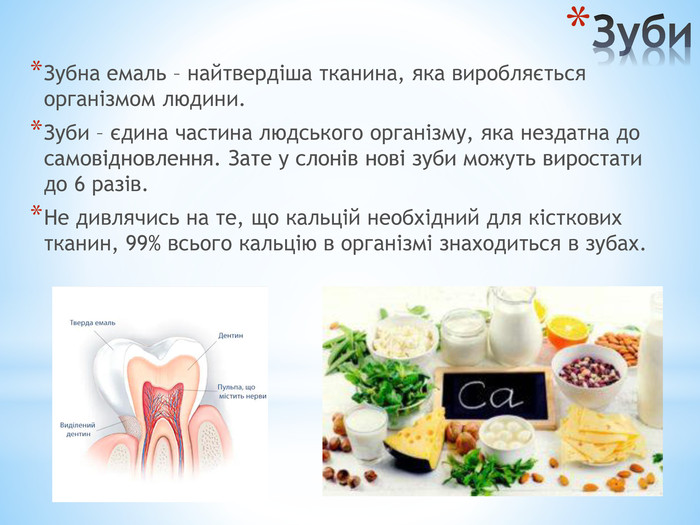 *Зуби
*Зубна емаль – найтвердіша тканина, яка виробляється
організмом людини.
*Зуби – єдина частина людського організму, яка нездатна до
самовідновлення. Зате у слонів нові зуби можуть виростати
до 6 разів.
*Не дивлячись на те, що кальцій необхідний для кісткових
тканин, 99% всього кальцію в організмі знаходиться в зубах.
Тверда емаль
Дентин
Пульпа, що
містить нерви
Виділений
дентин
Ca